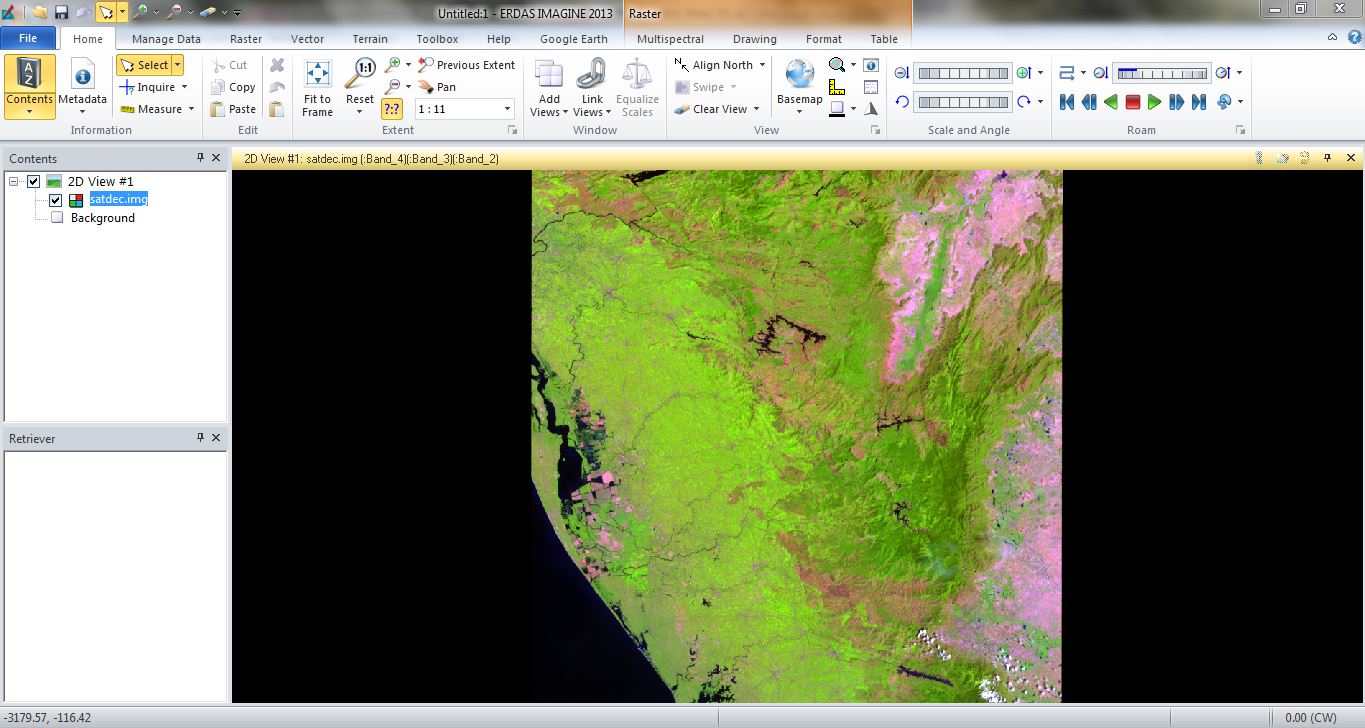 Untitled:1 - ERDAS IMAGINE 2013
Raster
File
Home
Manage Data
Raster
Vector
Terrain
Toolbox
Help
Google Earth
Multispectral
Drawing
Format
Table
A
Z
Contents
Metadata
Select
Inquire
Measure
Information
Cut
Copy
Paste
Edit
Fit to
Frame
1:1
Reset
Previous Extent
Pan
?:?
1 : 11
Extent
Add
Views
Link
Views
Equalize
Scales
Window
Align North
Swipe
Clear View
Basemap
View
Scale and Angle
Roam
Contents
2D View #1
satdec.img
Background
Retriever
2D View #1: satdec.img (:Band_4)(:Band_3)(:Band_2)
-3179.57, -116.42
0.00 (CW)